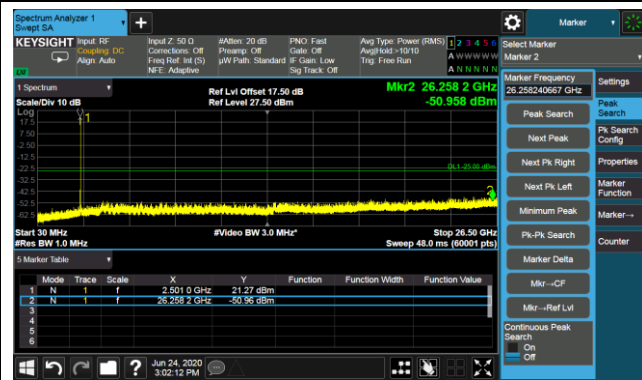 Spectrum Analyzer 1
Swept SA
Marker
KEYSIGHT
Input: RF
Coupling: DC
Align: Auto
Input Z: 50 Ω
Corrections: Off
Freq Ref: Int (S)
NFE: Adaptive
#Atten: 20 dB
Preamp: Off
µW Path: Standard
PNO: Fast
Gate: Off
IF Gain: Low
Sig Track: Off
Avg Type: Power (RMS)
Avg|Hold:>10/10
Trig: Free Run
1 2 3 4 5 6
A W W W W W
A N N N N N
LM
Select Marker
Marker 2
1 Spectrum
Scale/Div 10 dB
Ref Lvl Offset 17.50 dB
Ref Level 27.50 dBm
Mkr2 26.258 2 GHz
-50.958 dBm
Log
17.5
7.50
-2.50
-12.5
-22.5
-32.5
-42.5
-52.5
-62.5
1
DL1 -25.00 dBm
Start 30 MHz
#Res BW 1.0 MHz
#Video BW 3.0 MHz*
Stop 26.50 GHz
Sweep 48.0 ms (60001 pts)
5 Marker Table
Mode Trace Scale X Y Function Function Width Function Value
1 N 1 f 2.501 0 GHz 21.27 dBm
2 N 1 f 26.258 2 GHz -50.96 dBm
3
4
5
6
Marker Frequency
26.258240667 GHz
Peak Search
Next Peak
Next Pk Right
Next Pk Left
Minimum Peak
Pk-Pk Search
Marker Delta
Mkr→CF
Mkr→Ref Lvl
Continuous Peak
Search
On
Off
Settings
Peak
Search
Pk Search
Config
Properties
Marker
Function
Marker→
Counter
Jun 24, 2020
3:02:12 PM